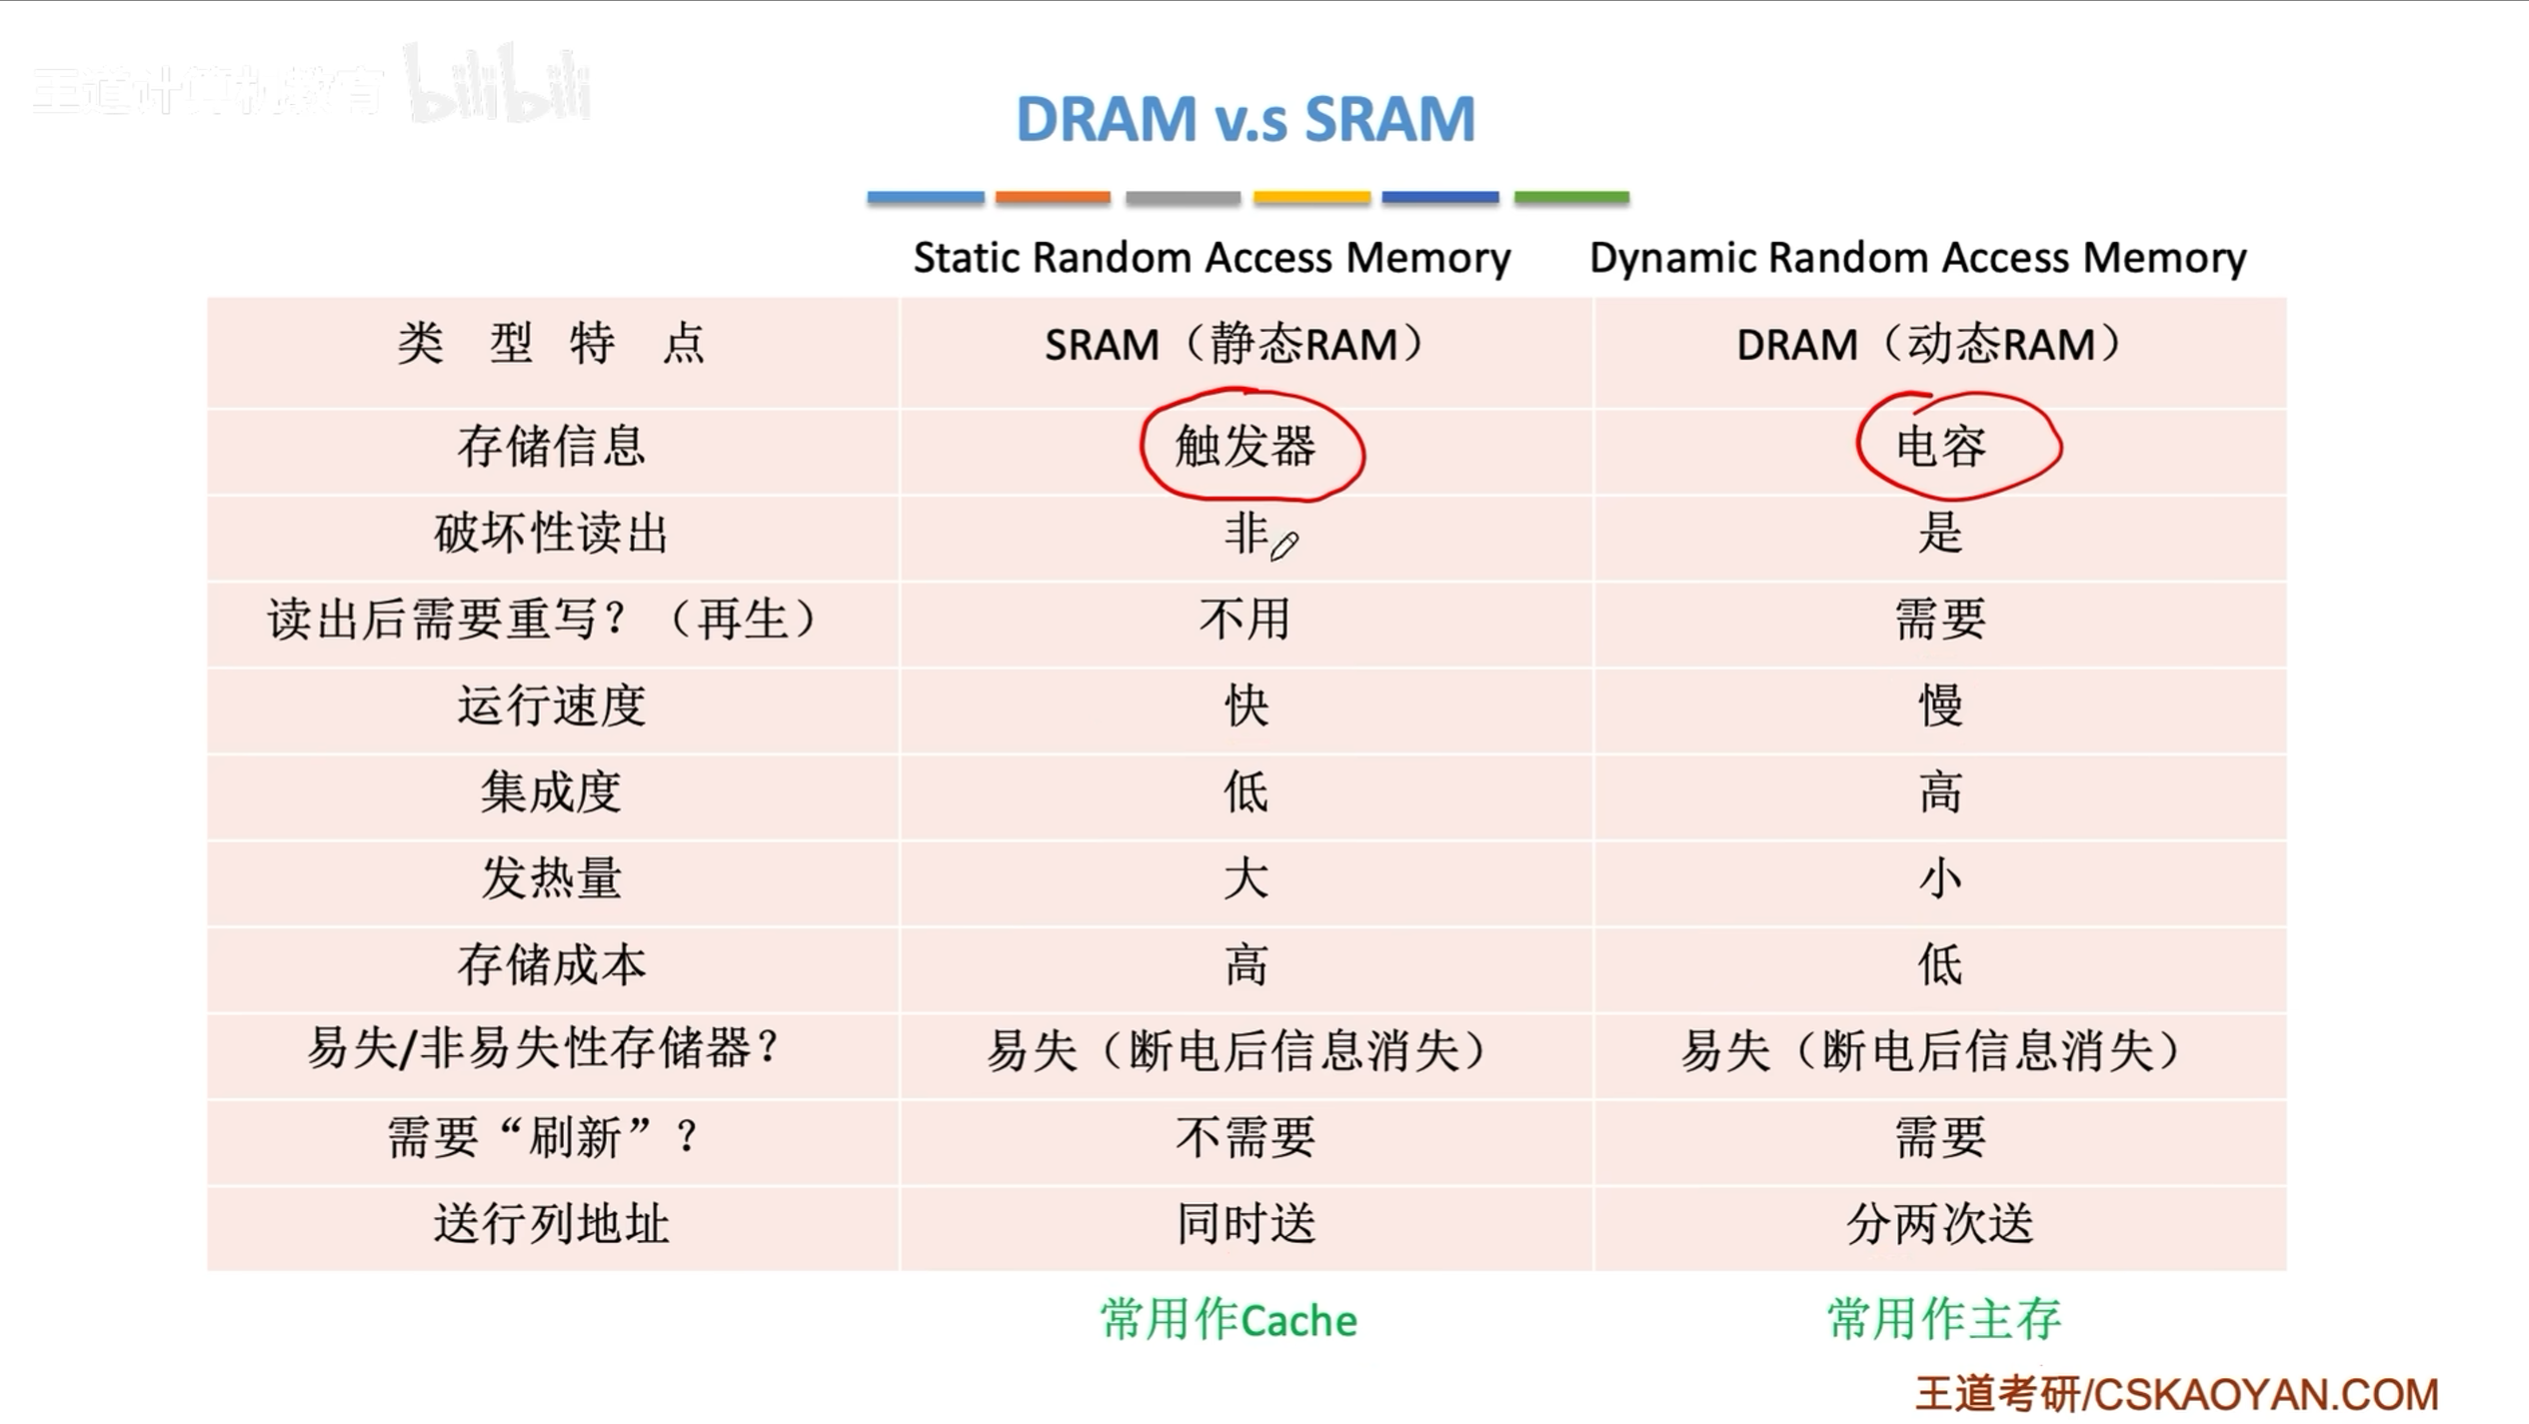 王道计算机教育 bilibili
DRAM v.s SRAM
Static Random Access Memory Dynamic Random Access Memory
类 型 特 点 SRAM（静态RAM） DRAM（动态RAM）
存储信息 触发器 电容
破坏性读出 非 是
读出后需要重写？（再生） 不用 需要
运行速度 快 慢
集成度 低 高
发热量 大 小
存储成本 高 低
易失/非易失性存储器？ 易失（断电后信息消失） 易失（断电后信息消失）
需要“刷新”？ 不需要 需要
送行列地址 同时送 分两次送
常用作Cache 常用作主存
王道考研/CSKAOYAN.COM